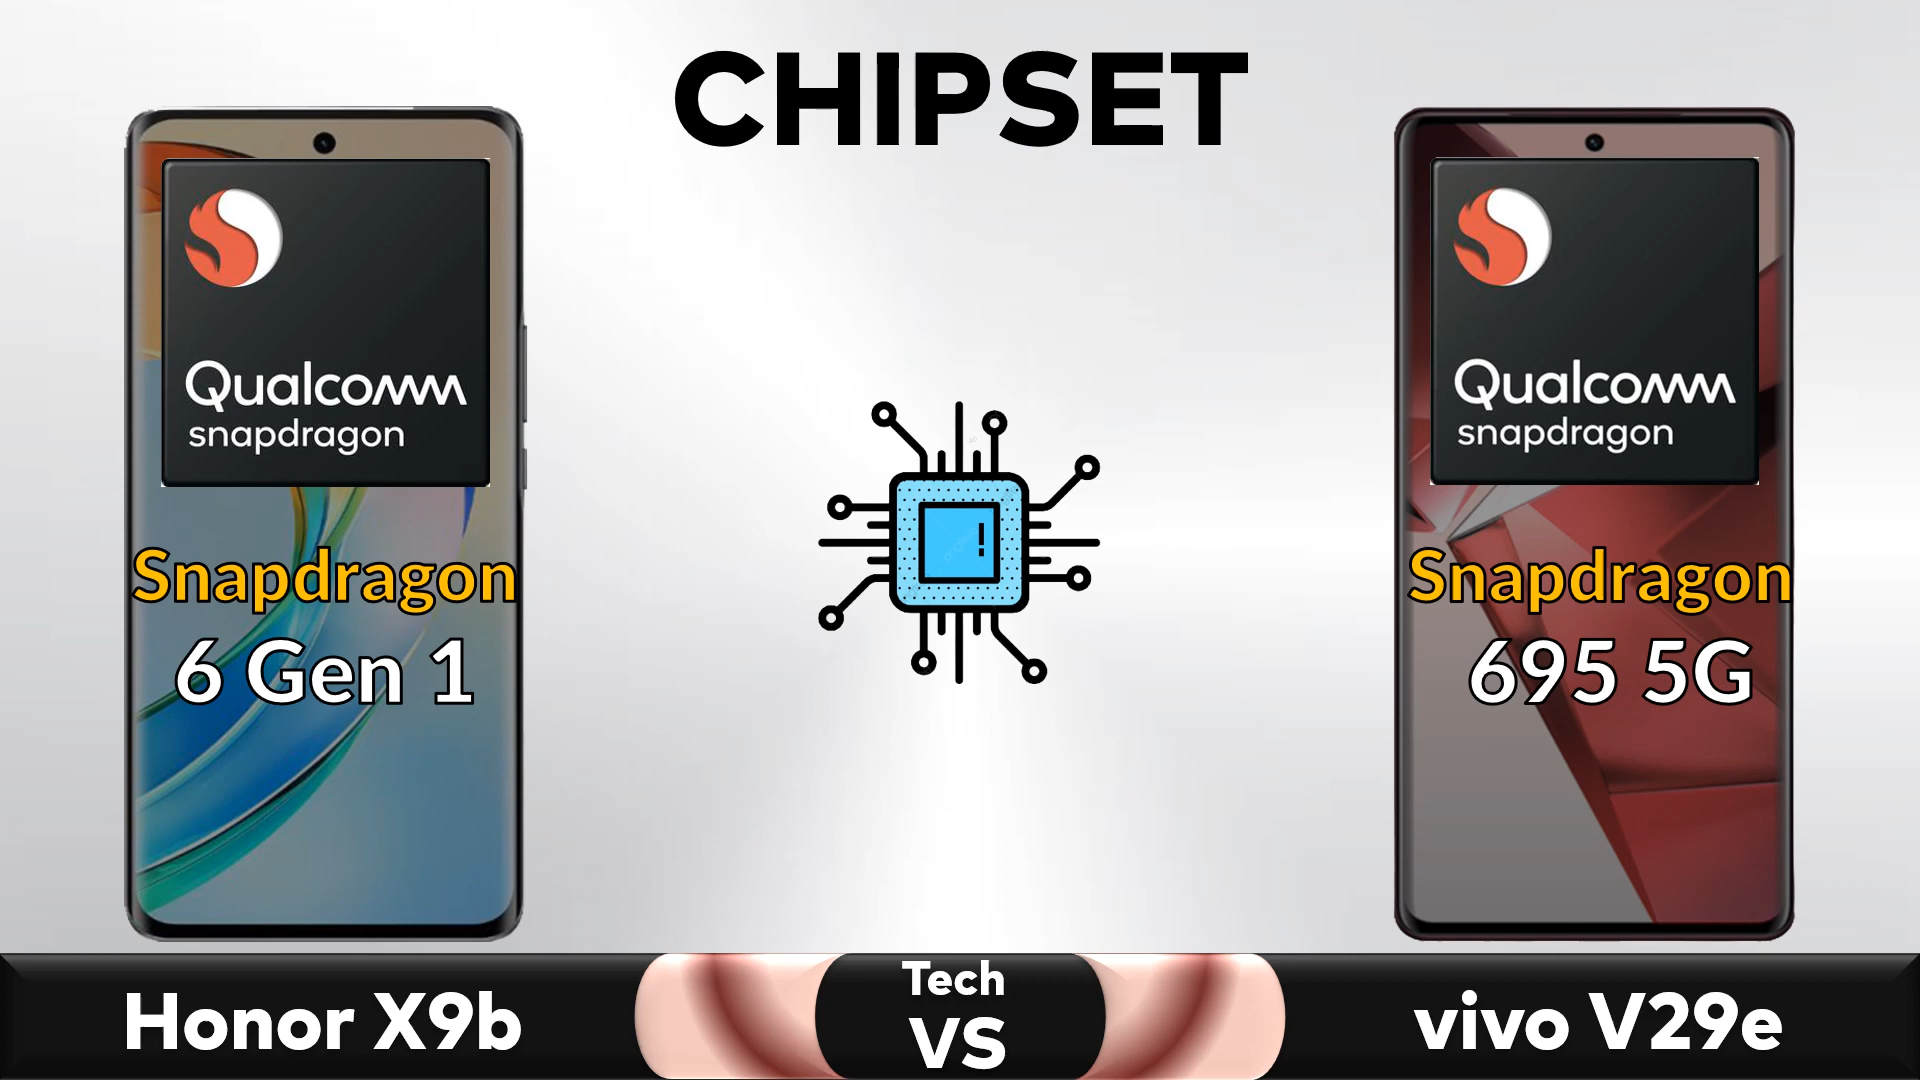 CHIPSET
Qualcomm
snapdragon
Snapdragon
6 Gen 1
Qualcomm
snapdragon
Snapdragon
695 5G
Honor X9b
Tech
VS
vivo V29e